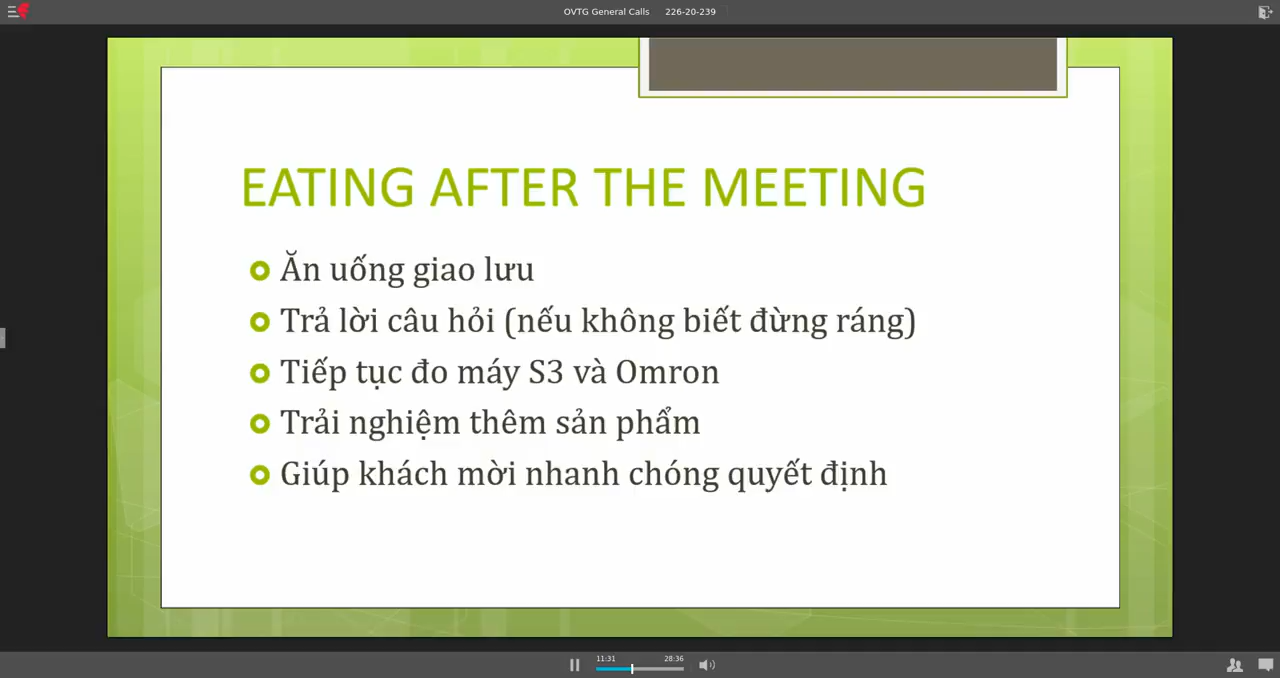 OVTG General Calls 226-20-239
EATING AFTER THE MEETING
Ăn uống giao lưu
Trả lời câu hỏi (nếu không biết đừng ráng)
Tiếp tục đo máy S3 và Omron
Trải nghiệm thêm sản phẩm
Giúp khách mời nhanh chóng quyết định
11:31 28:36